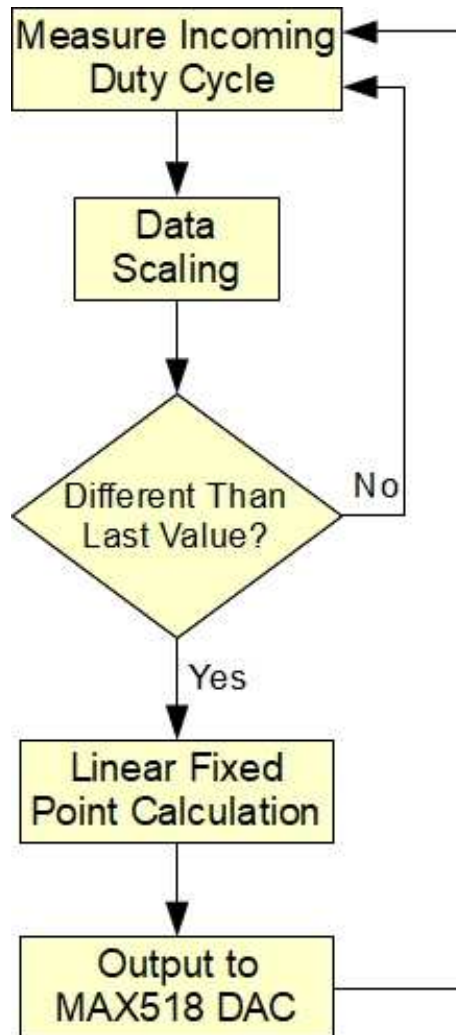 Measure Incoming
Duty Cycle
Data
Scaling
Different Than
Last Value?
No
Yes
Linear Fixed
Point Calculation
Output to
MAX518 DAC